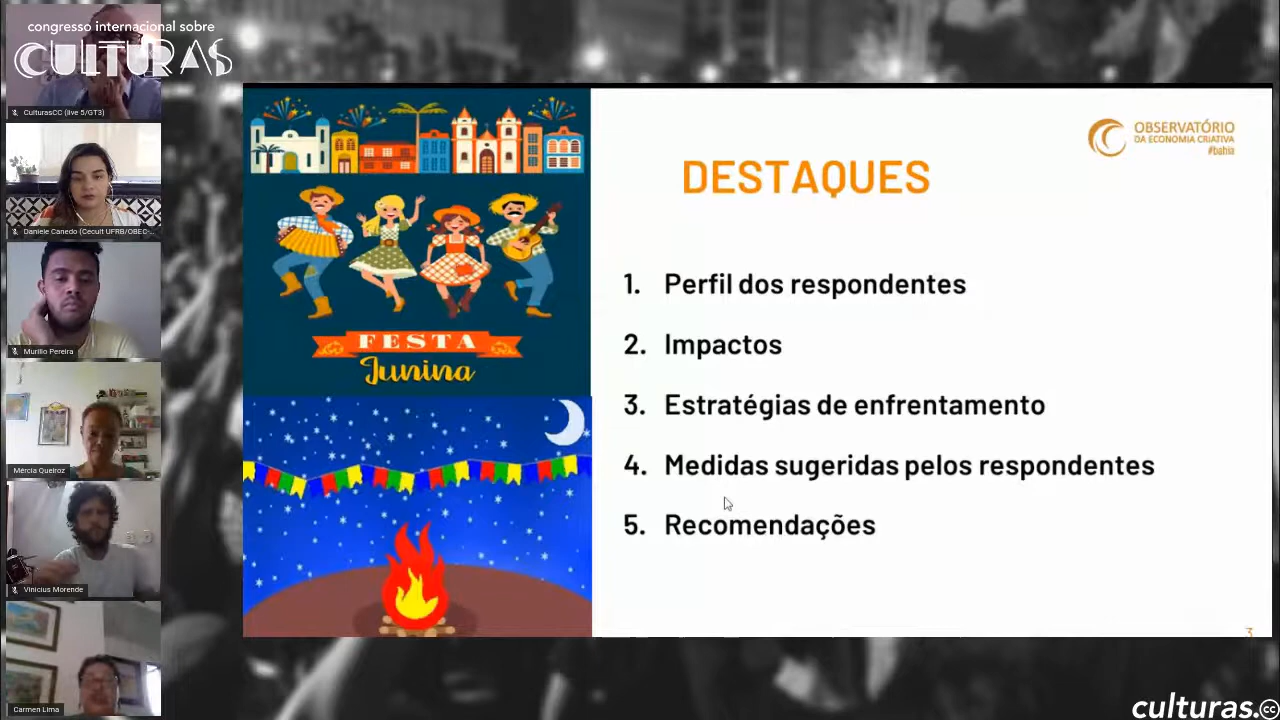 congresso internacional sobre
CULTURAS
CulturasCC (live 5/GT3)
Daniele Canedo (Cecult UFRB/OBEC-...
Murillo Pereira
Mércia Queiroz
Vinicius Morende
Carmen Lima
FESTA
Junina
OBSERVATÓRIO
DA ECONOMIA CRIATIVA
#bahia
DESTAQUES
1. Perfil dos respondentes
2. Impactos
3. Estratégias de enfrentamento
4. Medidas sugeridas pelos respondentes
5. Recomendações
3
culturas.cc